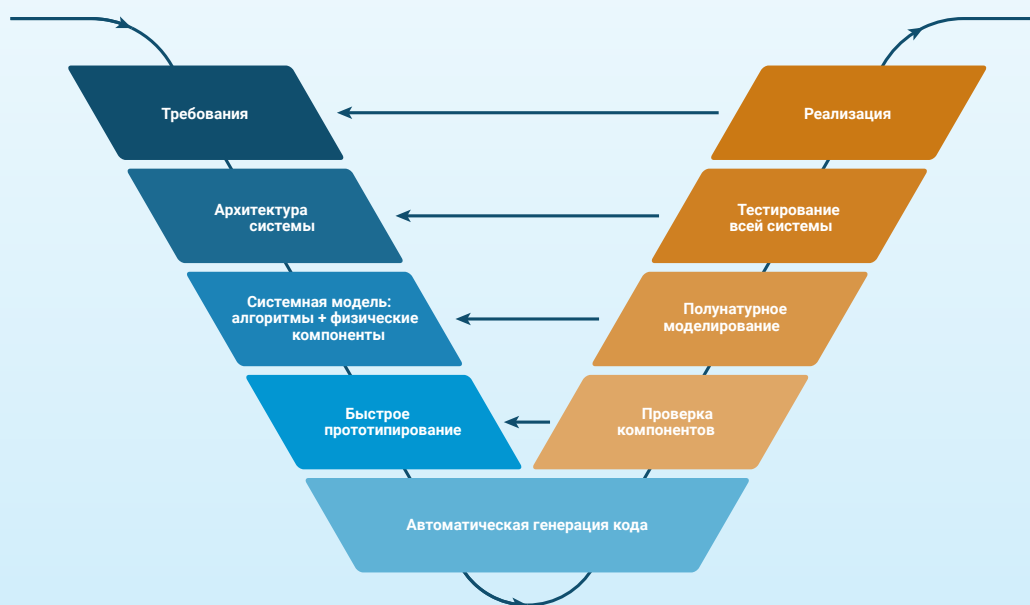 Требования
Реализация
Архитектура
системы
Тестирование
всей системы
Системная модель:
алгоритмы + физические
компоненты
Полунатурное
моделирование
Быстрое
прототипирование
Проверка
компонентов
Автоматическая генерация кода